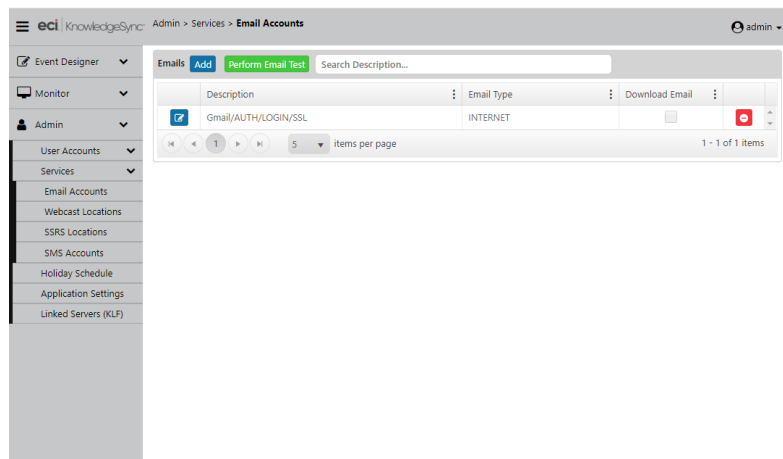 eci KnowledgeSync
Admin > Services > Email Accounts
admin
Event Designer
Monitor
Admin
User Accounts
Services
Email Accounts
Webcast Locations
SSRS Locations
SMS Accounts
Holiday Schedule
Application Settings
Linked Servers (KLF)
Emails Add Perform Email Test Search Description...
Description Email Type Download Email
Gmail/AUTH/LOGIN/SSL INTERNET
1 5 items per page 1 - 1 of 1 items